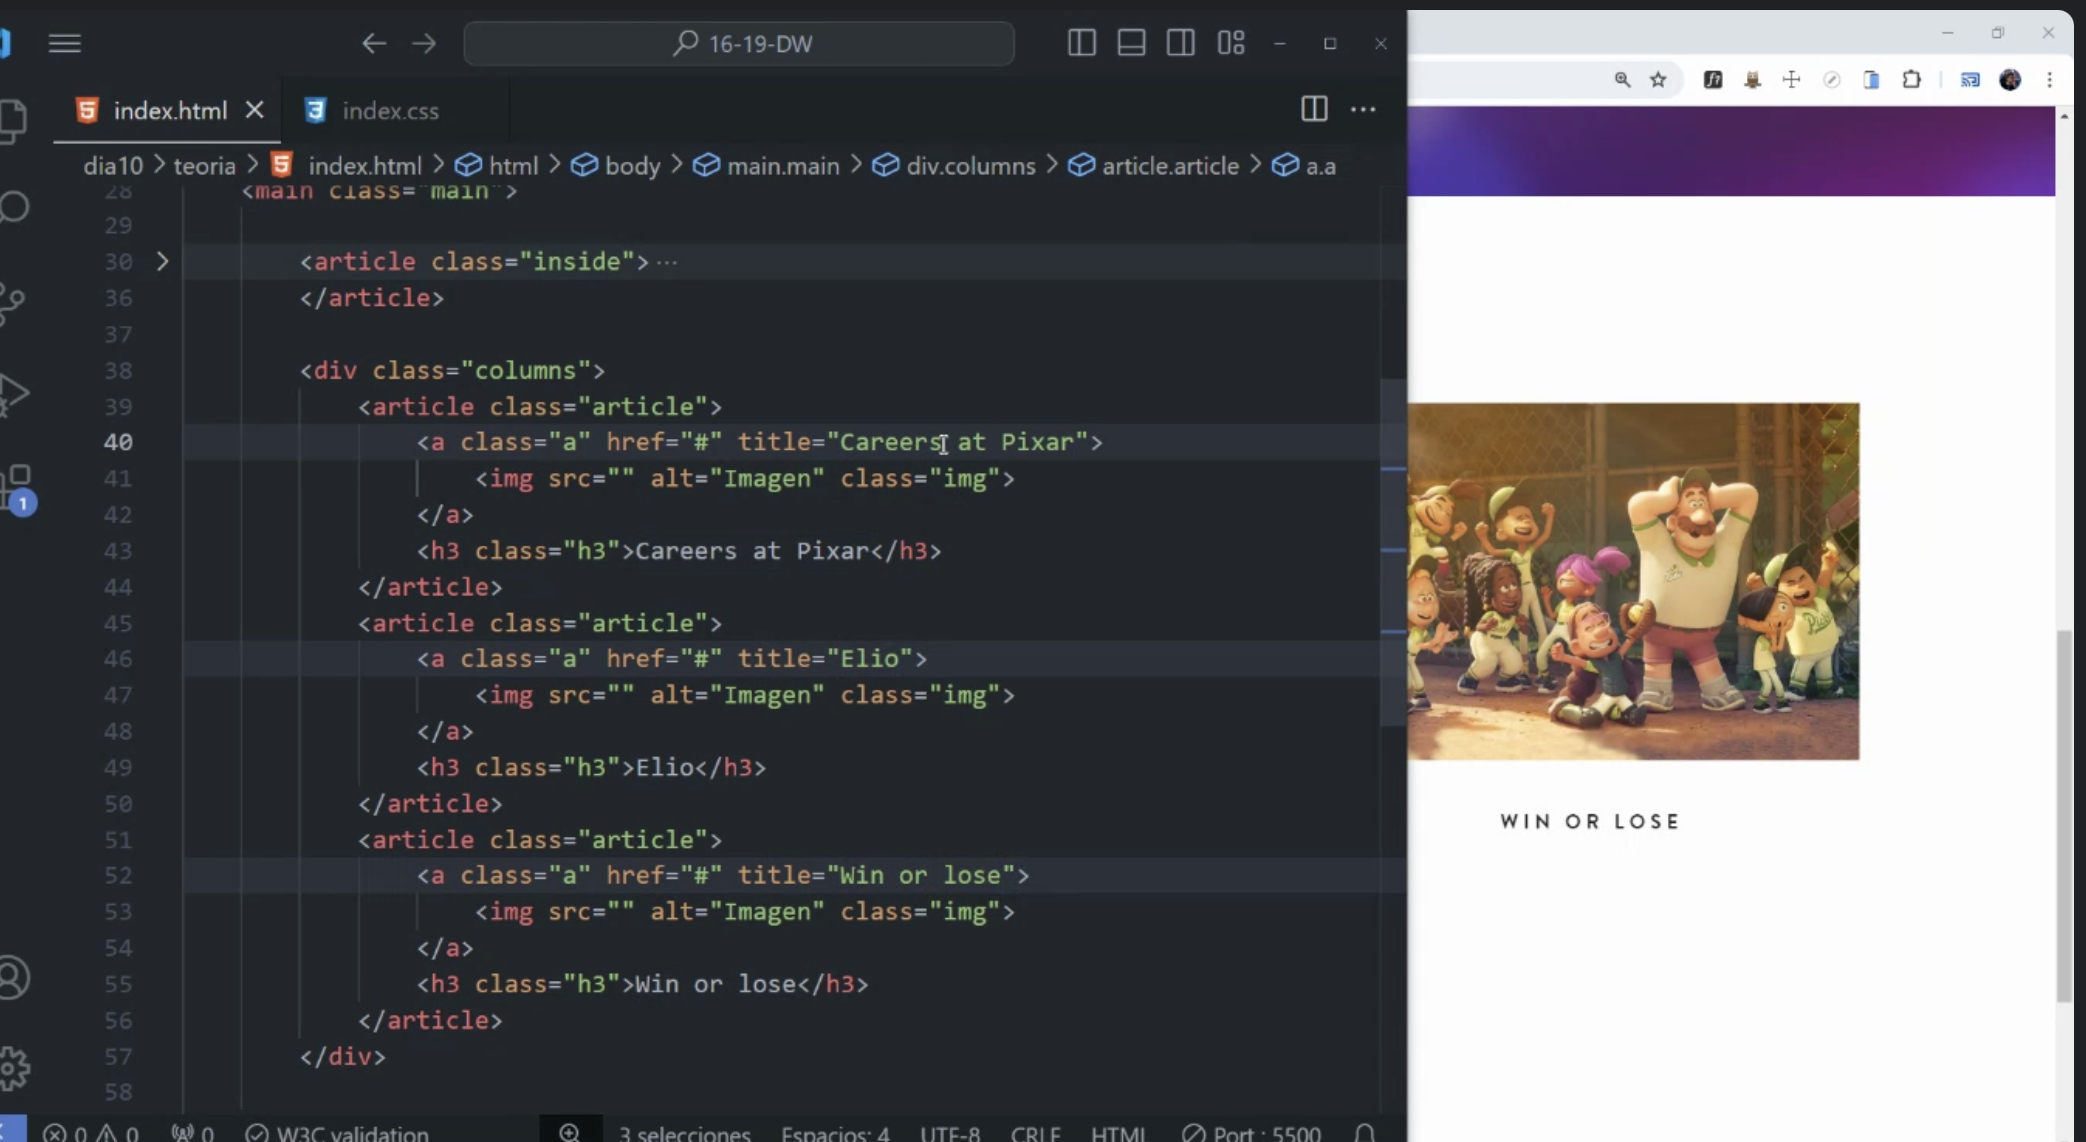 16-19-DW
index.html
index.css
dia10 > teoria > index.html > html > body > main.main > div.columns > article.article > a.a
28 <main class="main">
29
30 <article class="inside">···
36 </article>
37
38 <div class="columns">
39 <article class="article">
40 <a class="a" href="#" title="Careers at Pixar">
41 <img src="" alt="Imagen" class="img">
42 </a>
43 <h3 class="h3">Careers at Pixar</h3>
44 </article>
45 <article class="article">
46 <a class="a" href="#" title="Elio">
47 <img src="" alt="Imagen" class="img">
48 </a>
49 <h3 class="h3">Elio</h3>
50 </article>
51 <article class="article">
52 <a class="a" href="#" title="Win or lose">
53 <img src="" alt="Imagen" class="img">
54 </a>
55 <h3 class="h3">Win or lose</h3>
56 </article>
57 </div>
58
1
0 0 0 W3C validation 3 selecciones Espacios: 4 UTF-8 CRLF HTML Port : 5500
WIN OR LOSE